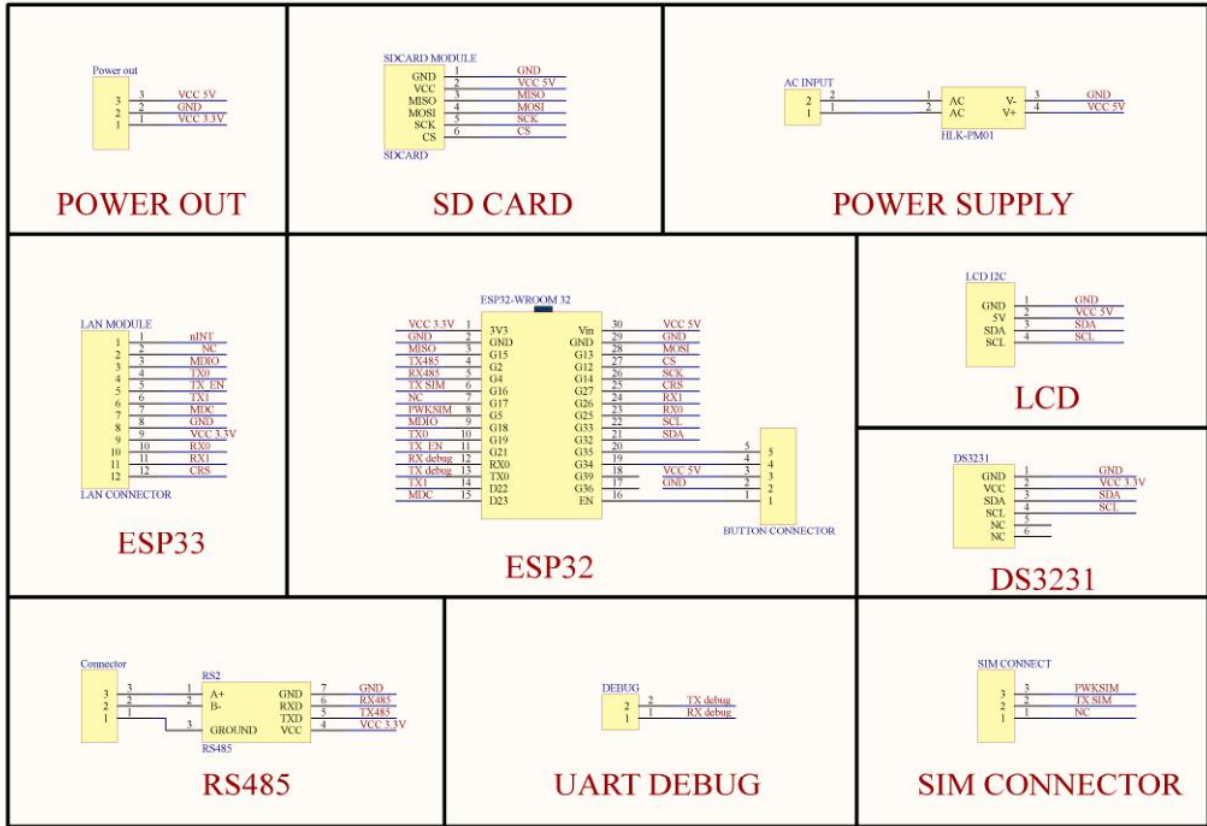 Power out
3 3 VCC 5V
2 2 GND
1 1 VCC 3.3V
POWER OUT
SDCARD MODULE
GND 1 GND
VCC 2 VCC 5V
MISO 3 MISO
MOSI 4 MOSI
SCK 5 SCK
CS 6 CS
SDCARD
SD CARD
AC INPUT
2 2 1 AC V- 3 GND
1 1 2 AC V+ 4 VCC 5V
HLK-PM01
POWER SUPPLY
LAN MODULE
1 1 nINT
2 2 NC
3 3 MDIO
4 4 TX0
5 5 TX EN
6 6 TX1
7 7 MDC
8 8 GND
9 9 VCC 3.3V
10 10 RX0
11 11 RX1
12 12 CRS
LAN CONNECTOR
ESP33
ESP32-WROOM 32
VCC 3.3V 1 3V3 Vin 30 VCC 5V
GND 2 GND GND 29 GND
MISO 3 G15 G13 28 MOSI
TX485 4 G2 G12 27 CS
RX485 5 G4 G14 26 SCK
TX SIM 6 G16 G27 25 CRS
NC 7 G17 G26 24 RX1
PWKSIM 8 G5 G25 23 RX0
MDIO 9 G18 G33 22 SCL
TX0 10 G19 G32 21 SDA
TX EN 11 G21 G35 20 5 5
RX debug 12 RX0 G34 19 4 4
TX debug 13 TX0 G39 18 VCC 5V 3 3
TX1 14 D22 G36 17 GND 2 2
MDC 15 D23 EN 16 1 1
BUTTON CONNECTOR
ESP32
LCD I2C
GND 1 GND
5V 2 VCC 5V
SDA 3 SDA
SCL 4 SCL
LCD
DS3231
GND 1 GND
VCC 2 VCC 3.3V
SDA 3 SDA
SCL 4 SCL
NC 5
NC 6
DS3231
Connector
RS2
3 3 1 A+ GND 7 GND
2 2 2 B- RXD 6 RX485
1 1 TXD 5 TX485
3 GROUND VCC 4 VCC 3.3V
RS485
RS485
DEBUG
2 2 TX debug
1 1 RX debug
UART DEBUG
SIM CONNECT
3 3 PWKSIM
2 2 TX SIM
1 1 NC
SIM CONNECTOR